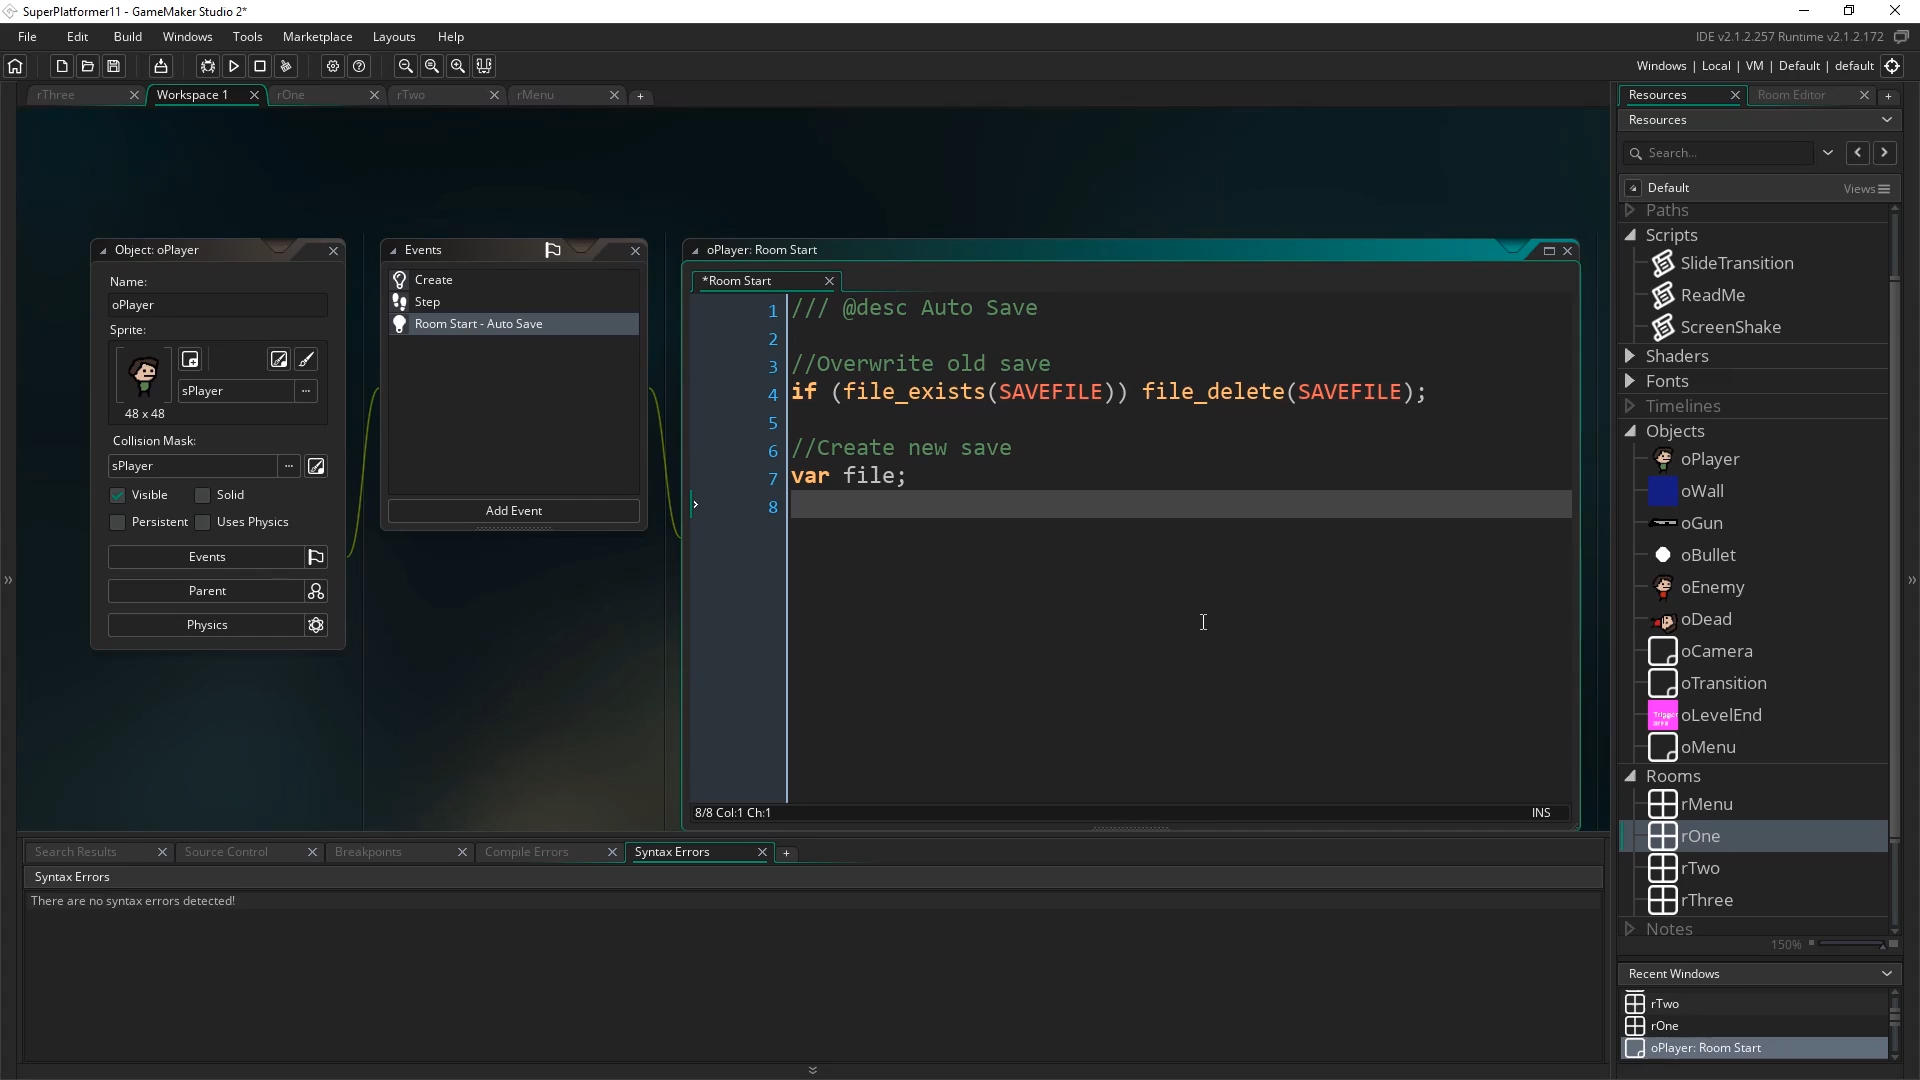 SuperPlatformer11 - GameMaker Studio 2*
File Edit Build Windows Tools Marketplace Layouts Help
IDE v2.1.2.257 Runtime v2.1.2.172
Windows | Local | VM | Default | default
rThree
Workspace 1
rOne
rTwo
rMenu
Object: oPlayer
Name:
oPlayer
Sprite:
sPlayer
48 x 48
Collision Mask:
sPlayer
Visible
Solid
Persistent
Uses Physics
Events
Parent
Physics
Events
Create
Step
Room Start - Auto Save
Add Event
oPlayer: Room Start
*Room Start
1 /// @desc Auto Save
2
3 //Overwrite old save
4 if (file_exists(SAVEFILE)) file_delete(SAVEFILE);
5
6 //Create new save
7 var file;
8
8/8 Col:1 Ch:1
INS
Search Results
Source Control
Breakpoints
Compile Errors
Syntax Errors
Syntax Errors
There are no syntax errors detected!
Resources
Room Editor
Resources
Search...
Default
Views
Paths
Scripts
SlideTransition
ReadMe
ScreenShake
Shaders
Fonts
Timelines
Objects
oPlayer
oWall
oGun
oBullet
oEnemy
oDead
oCamera
oTransition
Trigger
area
oLevelEnd
oMenu
Rooms
rMenu
rOne
rTwo
rThree
Notes
150%
Recent Windows
rTwo
rOne
oPlayer: Room Start